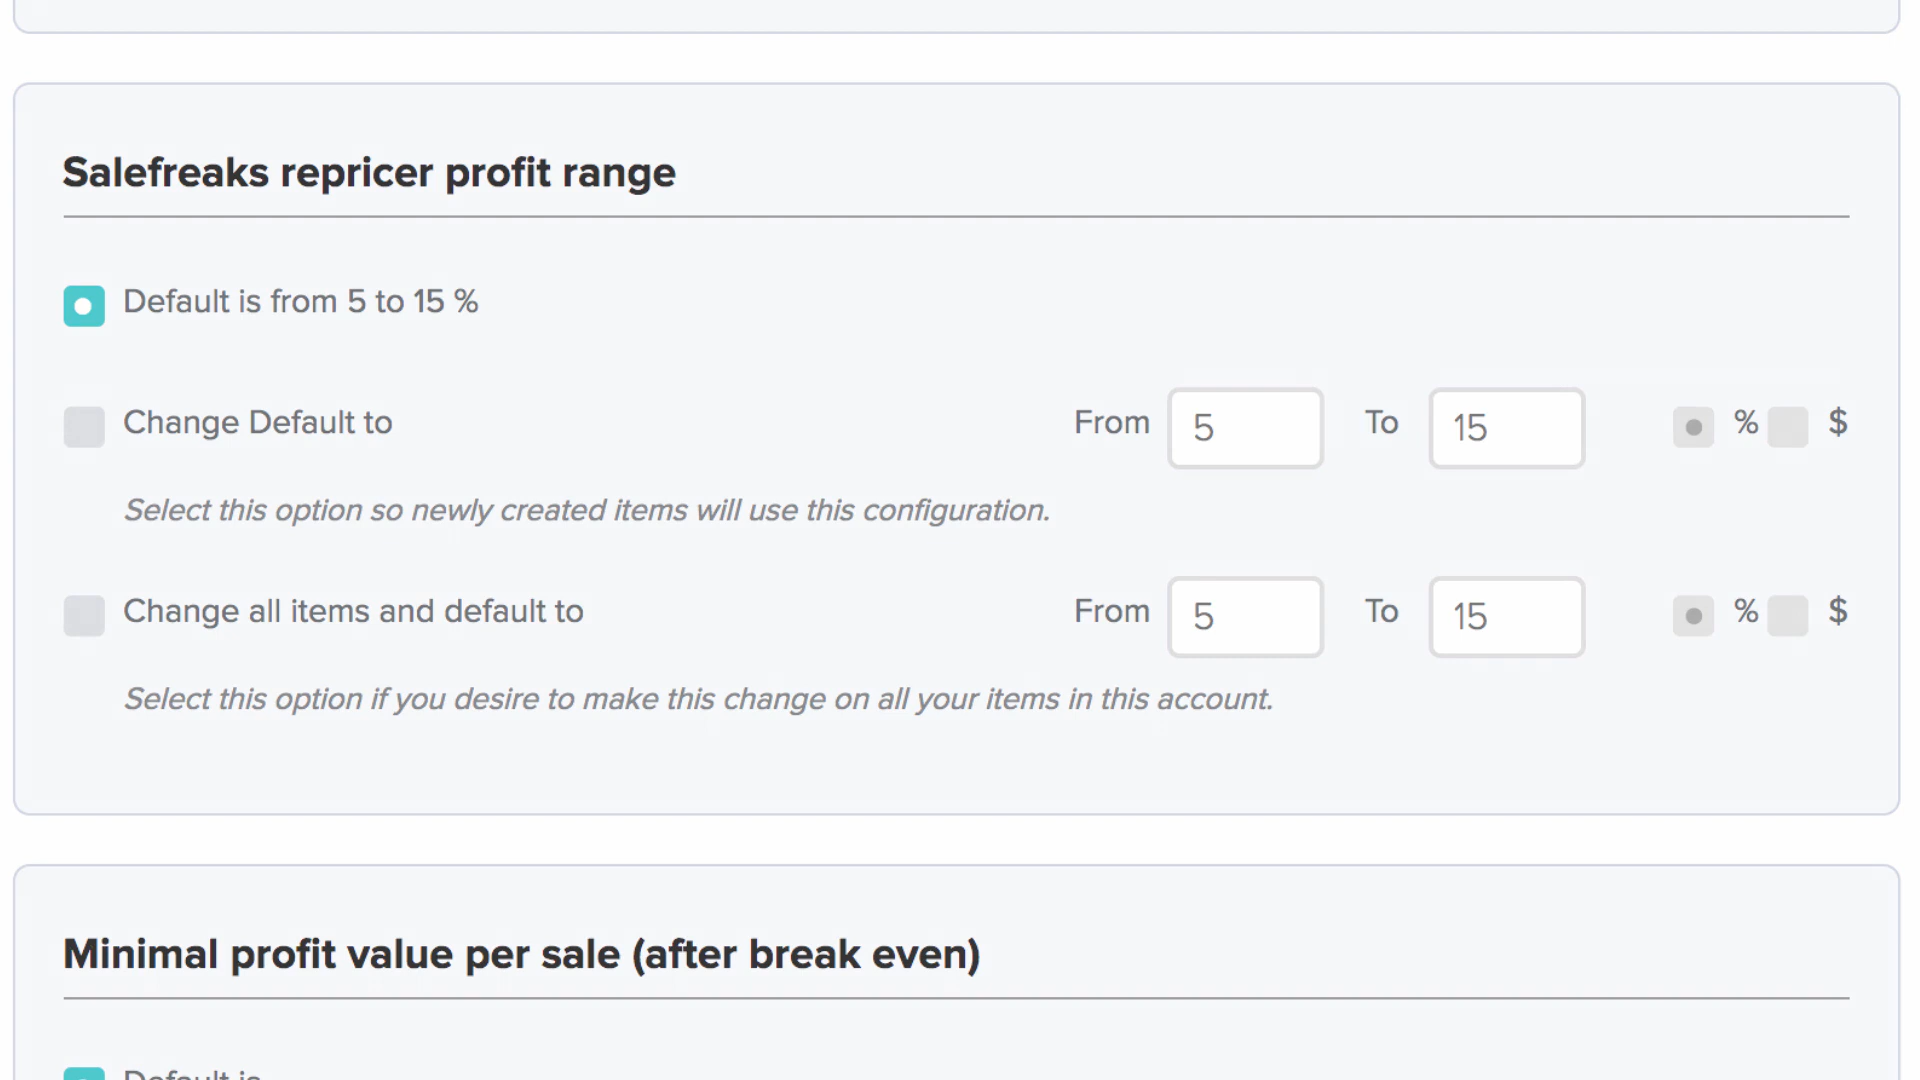 Salefreaks repricer profit range
Default is from 5 to 15 %
Change Default to From 5 To 15 % $
Select this option so newly created items will use this configuration.
Change all items and default to From 5 To 15 % $
Select this option if you desire to make this change on all your items in this account.
Minimal profit value per sale (after break even)
Default is